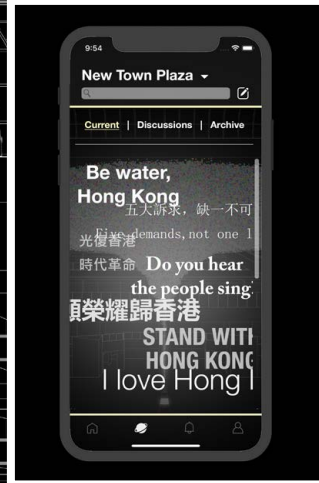 9:54
New Town Plaza
Current | Discussions | Archive
Be water,
Hong Kong
五大訴求，缺一不可
Five demands,not one l
光復香港
時代革命
Do you hear
the people sing
願榮耀歸香港
STAND WITH
HONG KONG
I love Hong